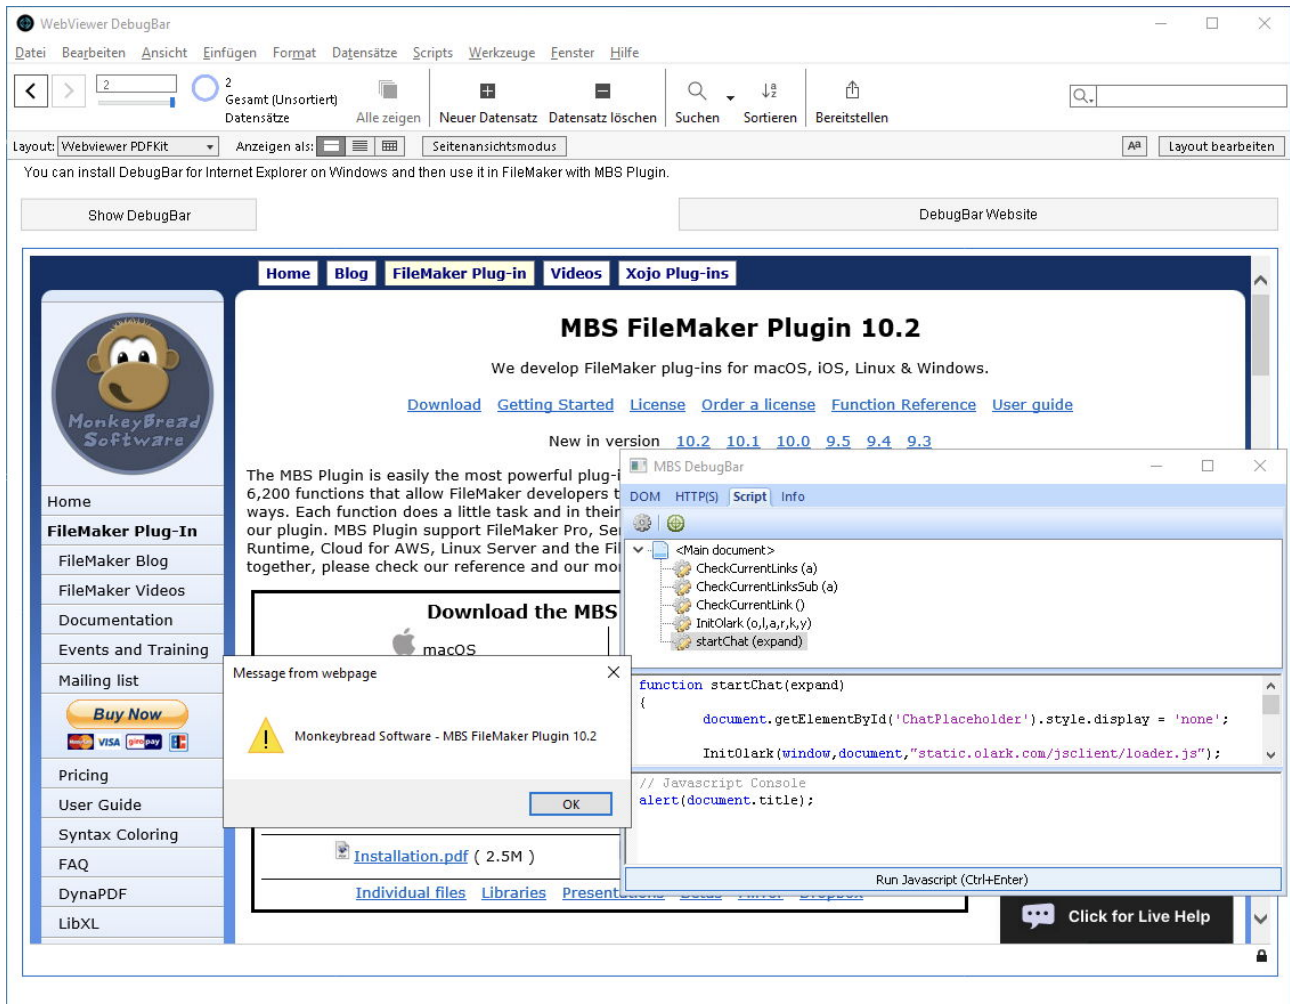 WebViewer DebugBar
Datei Bearbeiten Ansicht Einfügen Format Datensätze Scripts Werkzeuge Fenster Hilfe
2
2
Gesamt (Unsortiert)
Datensätze
Alle zeigen
Neuer Datensatz
Datensatz löschen
Suchen
Sortieren
Bereitstellen
Layout: Webviewer PDFKit
Anzeigen als:
Seitenansichtsmodus
Aª
Layout bearbeiten
You can install DebugBar for Internet Explorer on Windows and then use it in FileMaker with MBS Plugin.
Show DebugBar
DebugBar Website
Home Blog FileMaker Plug-in Videos Xojo Plug-ins
MonkeyBread
Software
Home
FileMaker Plug-In
FileMaker Blog
FileMaker Videos
Documentation
Events and Training
Mailing list
Buy Now
VISA giropay
Pricing
User Guide
Syntax Coloring
FAQ
DynaPDF
LibXL
MBS FileMaker Plugin 10.2
We develop FileMaker plug-ins for macOS, iOS, Linux & Windows.
Download Getting Started License Order a license Function Reference User guide
New in version 10.2 10.1 10.0 9.5 9.4 9.3
The MBS Plugin is easily the most powerful plug-i
6,200 functions that allow FileMaker developers t
ways. Each function does a little task and in their
our plugin. MBS Plugin support FileMaker Pro, Se
Runtime, Cloud for AWS, Linux Server and the Fil
together, please check our reference and our mo
Download the MBS
macOS
Installation.pdf ( 2.5M )
Individual files Libraries Presentations Betas Mirror Dropbox
Message from webpage
Monkeybread Software - MBS FileMaker Plugin 10.2
OK
MBS DebugBar
DOM HTTP(S) Script Info
<Main document>
CheckCurrentLinks (a)
CheckCurrentLinksSub (a)
CheckCurrentLink ()
InitOlark (o,l,a,r,k,y)
startChat (expand)
function startChat(expand)
{
document.getElementById('ChatPlaceholder').style.display = 'none';
InitOlark(window,document,"static.olark.com/jsclient/loader.js");
// Javascript Console
alert(document.title);
Run Javascript (Ctrl+Enter)
Click for Live Help